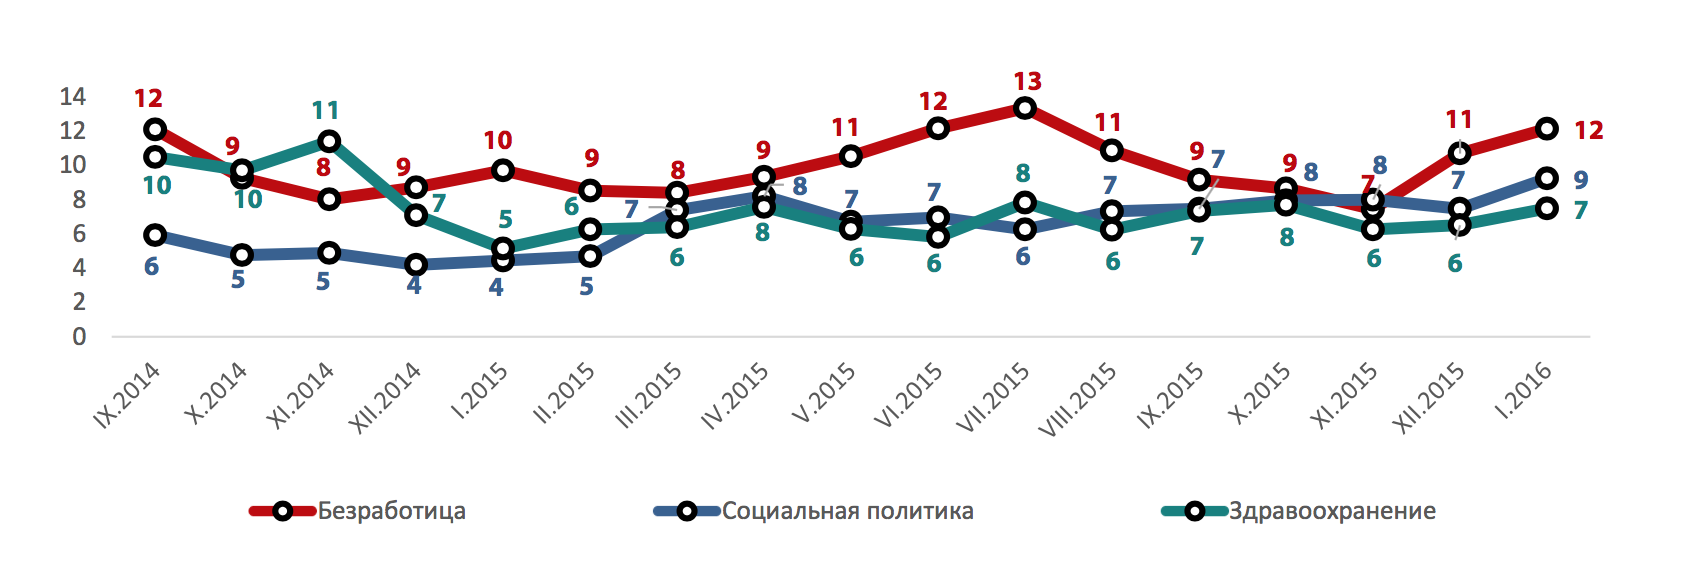 13
12
12
11
11
11
11
12
10
9
9
9
9
9
9
8
8
7
10
10
7
5
6
6
8
6
6
8
6
7
8
6
6
7
6
5
5
4
4
5
7
8
7
7
6
7
7
8
8
7
9
14
12
10
8
6
4
2
0
IX.2014
X.2014
XI.2014
XII.2014
I.2015
II.2015
III.2015
IV.2015
V.2015
VI.2015
VII.2015
VIII.2015
IX.2015
X.2015
XI.2015
XII.2015
I.2016
Безработица
Социальная политика
Здравоохранение